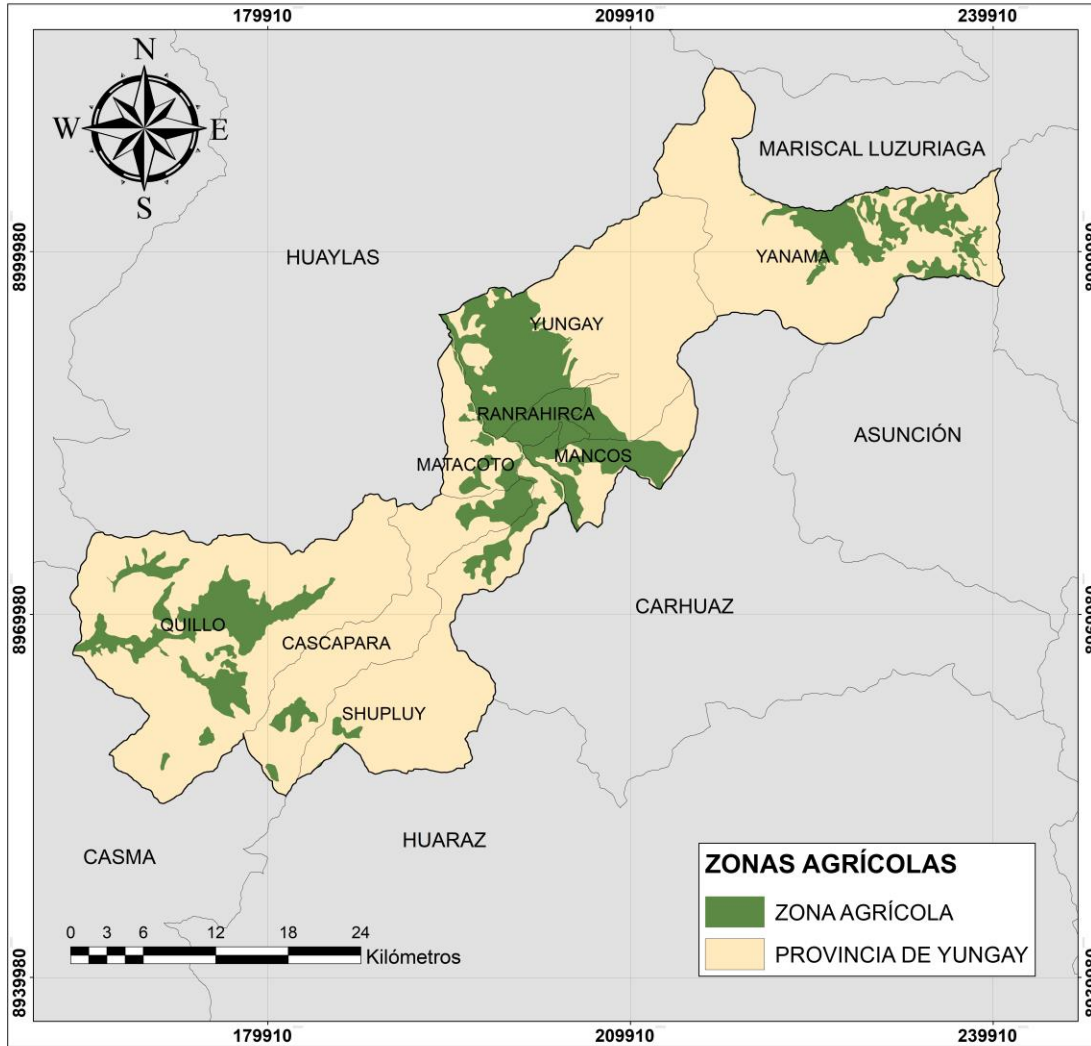 179910 209910 239910
N
W E
S
MARISCAL LUZURIAGA
8999980
HUAYLAS
YANAMA
YUNGAY
RANRAHIRCA
ASUNCIÓN
MATACOTO
MANCOS
8969980
CARHUAZ
QUILLO
CASCAPARA
SHUPLUY
HUARAZ
CASMA
ZONAS AGRÍCOLAS
ZONA AGRÍCOLA
PROVINCIA DE YUNGAY
0 3 6 12 18 24
Kilómetros
8939980
179910 209910 239910